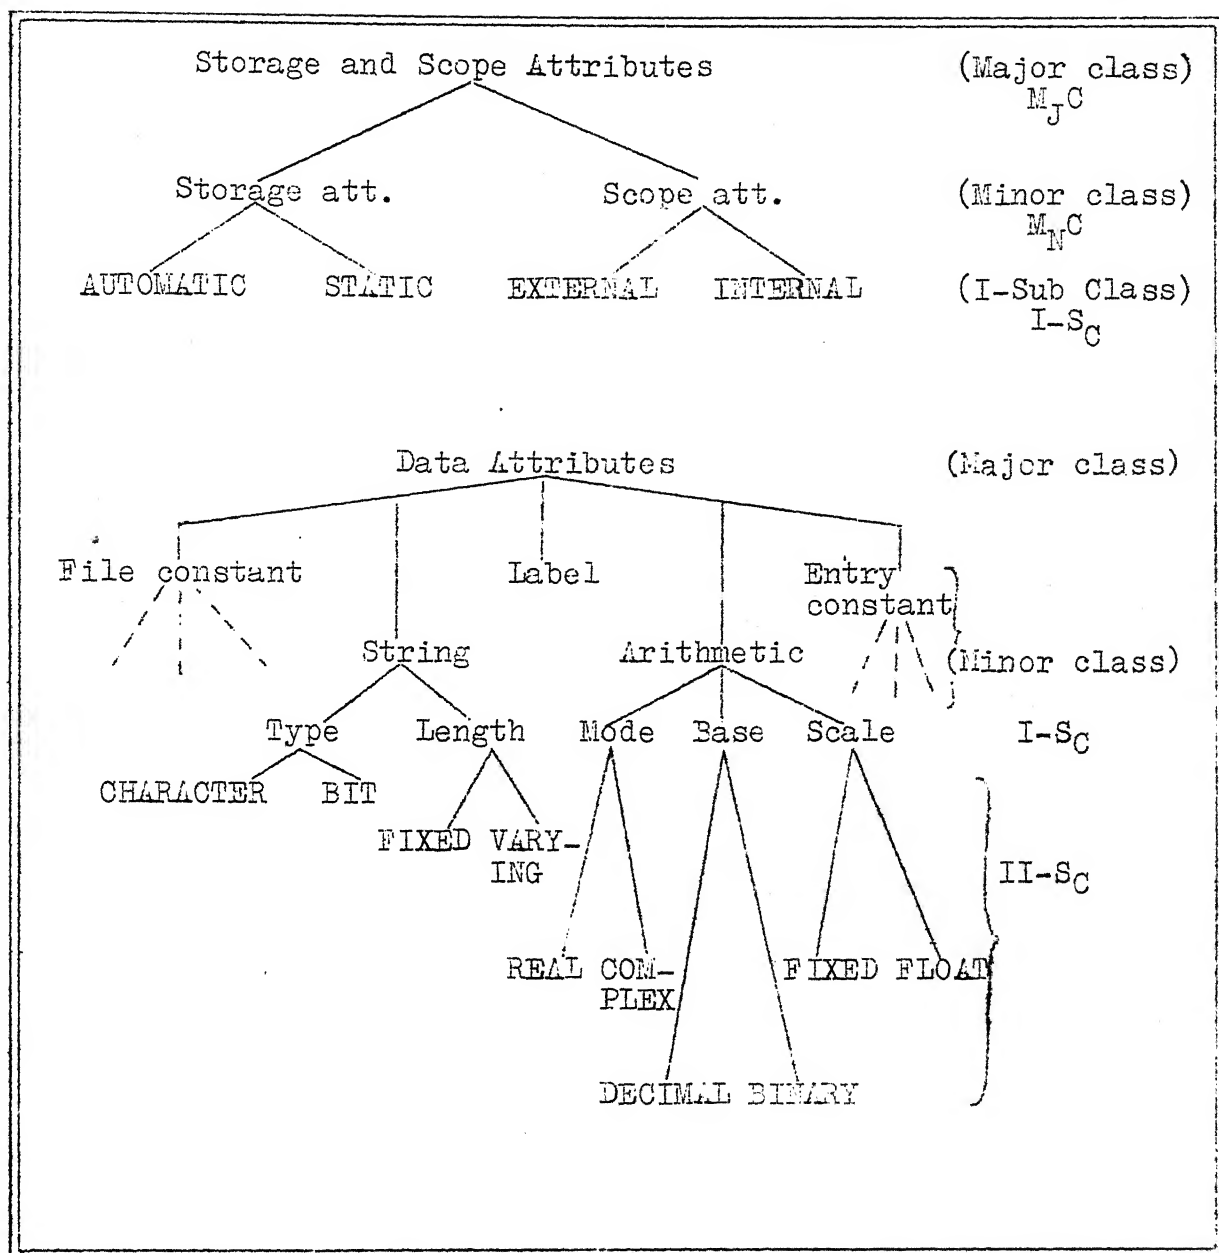 Storage and Scope Attributes (Major class)
MJC
Storage att. Scope att. (Minor class)
MNC
AUTOMATIC STATIC EXTERNAL INTERNAL (I-Sub Class)
I-SC
Data Attributes (Major class)
File constant Label Entry
constant
String Arithmetic (Minor class)
Type Length Mode Base Scale I-SC
CHARACTER BIT
FIXED VARY-
ING II-SC
REAL COM- FIXED FLOAT
PLEX
DECIMAL BINARY